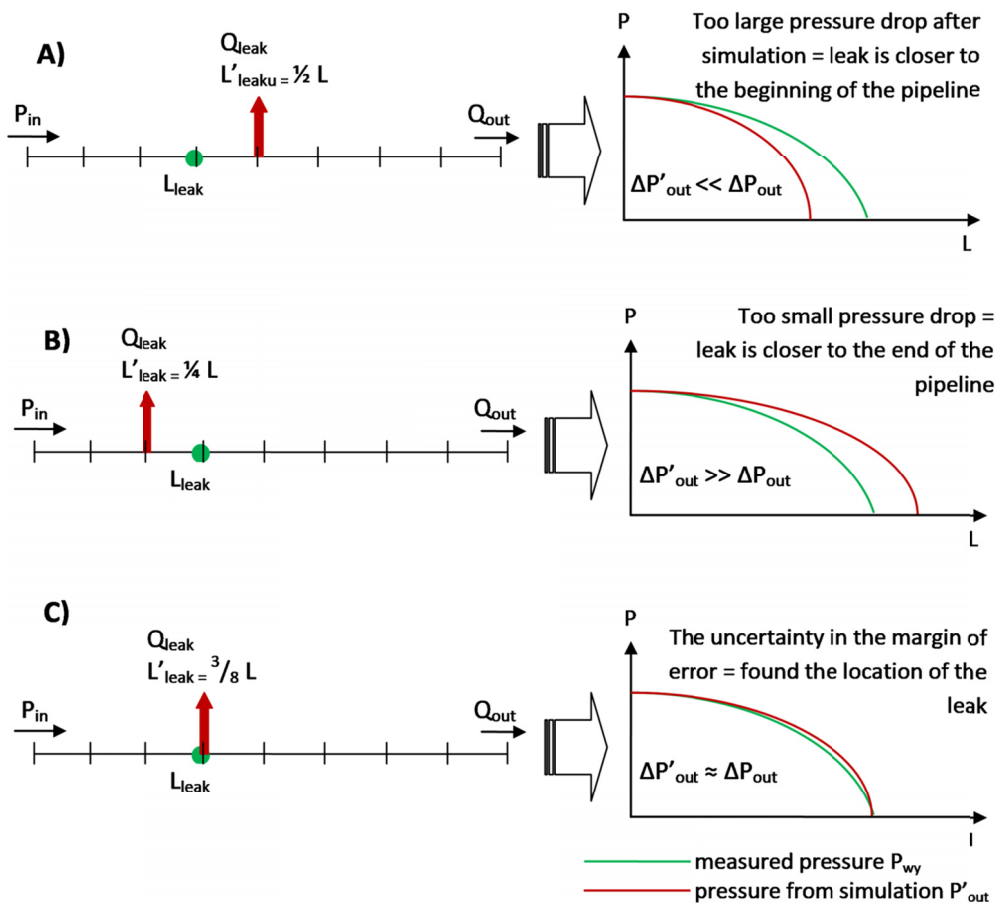 A)
Qleak
L'leaku = ½ L
Pin
Qout
Lleak
P
Too large pressure drop after
simulation = leak is closer to
the beginning of the pipeline
ΔP'out << ΔPout
L
B)
Qleak
L'leak = ¼ L
Pin
Qout
Lleak
P
Too small pressure drop =
leak is closer to the end of the
pipeline
ΔP'out >> ΔPout
L
C)
Qleak
L'leak = 3/8 L
Pin
Qout
Lleak
P
The uncertainty in the margin of
error = found the location of the
leak
ΔP'out ≈ ΔPout
measured pressure Pwy
pressure from simulation P'out